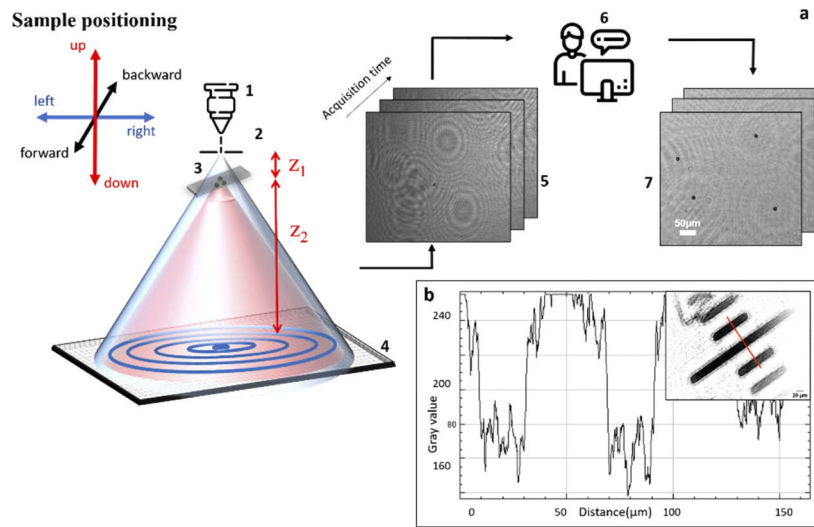 Sample positioning
a
up
backward
left
right
forward
down
1
2
3
Z1
Z2
4
Acquisition time
5
6
7
50µm
b
240
220
200
80
160
Gray value
0
50
Distance(µm)
100
150
20 µm